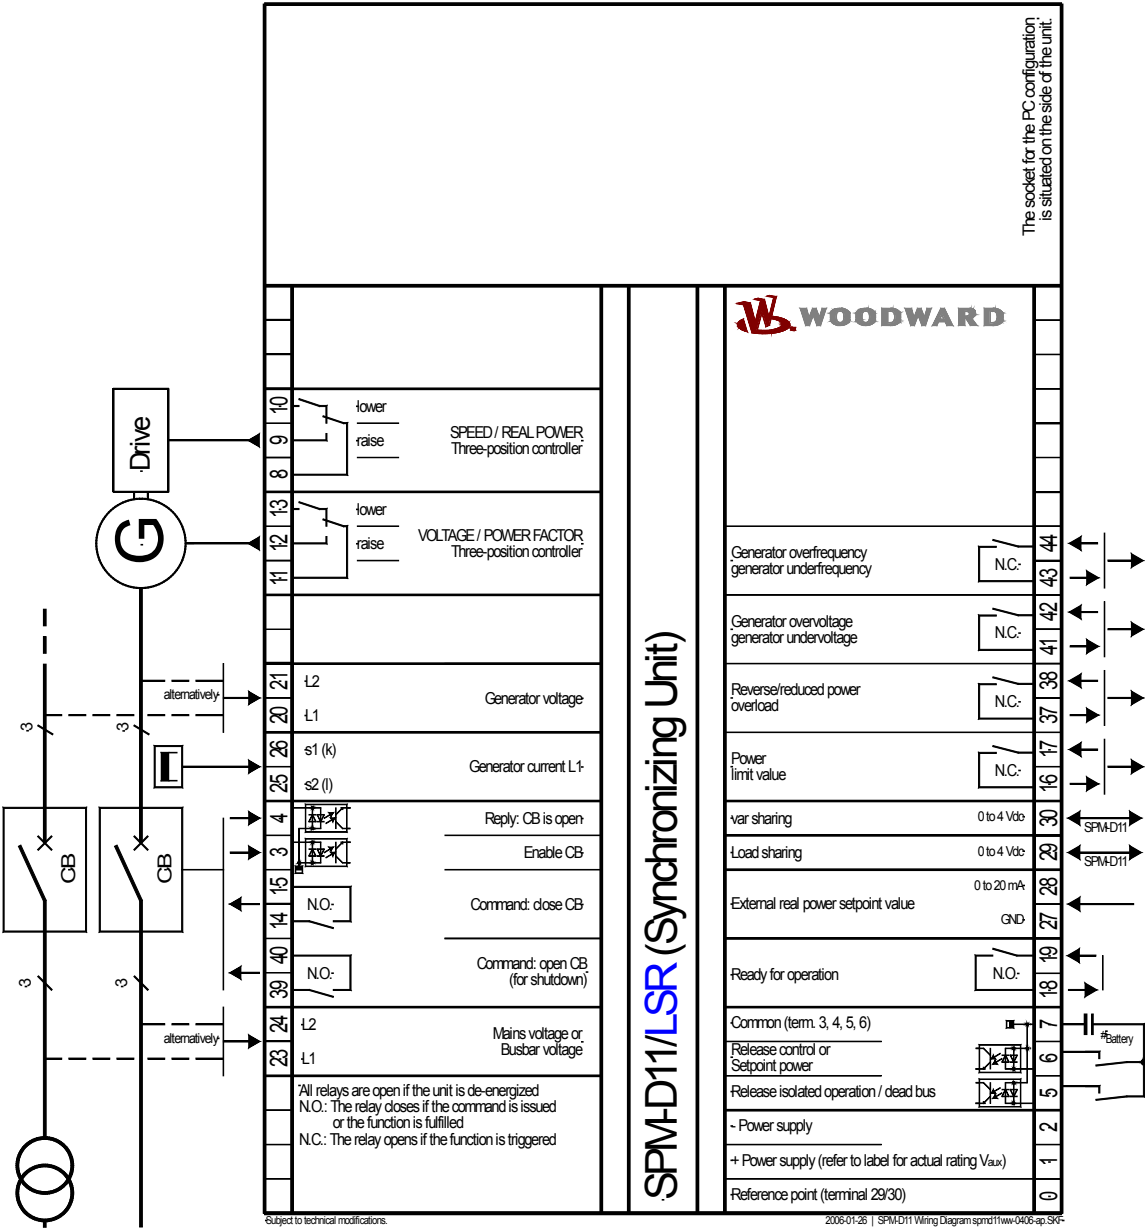 The socket for the PC configuration
is situated on the side of the unit.
WOODWARD
Drive
G
10
9
8
lower
raise
SPEED / REAL POWER
Three-position controller
13
12
11
lower
raise
VOLTAGE / POWER FACTOR
Three-position controller
21
20
L2
L1
Generator voltage
alternatively
3
3
26
25
s1 (k)
s2 (l)
Generator current L1
4
Reply: CB is open
3
Enable CB
15
14
N.O.
Command: close CB
40
39
N.O.
Command: open CB
(for shutdown)
GB
CB
3
3
24
23
L2
L1
Mains voltage or
Busbar voltage
alternatively
All relays are open if the unit is de-energized
N.O.: The relay closes if the command is issued
or the function is fulfilled
N.C.: The relay opens if the function is triggered
SPM-D11/LSR (Synchronizing Unit)
Generator overfrequency
generator underfrequency
N.C.
44
43
Generator overvoltage
generator undervoltage
N.C.
42
41
Reverse/reduced power
overload
N.C.
38
37
Power
limit value
N.C.
17
16
var sharing
0 to 4 Vdc
30
SPM-D11
Load sharing
0 to 4 Vdc
29
SPM-D11
External real power setpoint value
0 to 20 mA
GND
28
27
Ready for operation
N.O.
19
18
Common (term. 3, 4, 5, 6)
7
#Battery
Release control or
Setpoint power
6
Release isolated operation / dead bus
5
- Power supply
2
+ Power supply (refer to label for actual rating Vaux)
1
Reference point (terminal 29/30)
0
Subject to technical modifications.
2006-01-26 | SPM-D11 Wiring Diagram spmd11ww-0406-ap.SKF